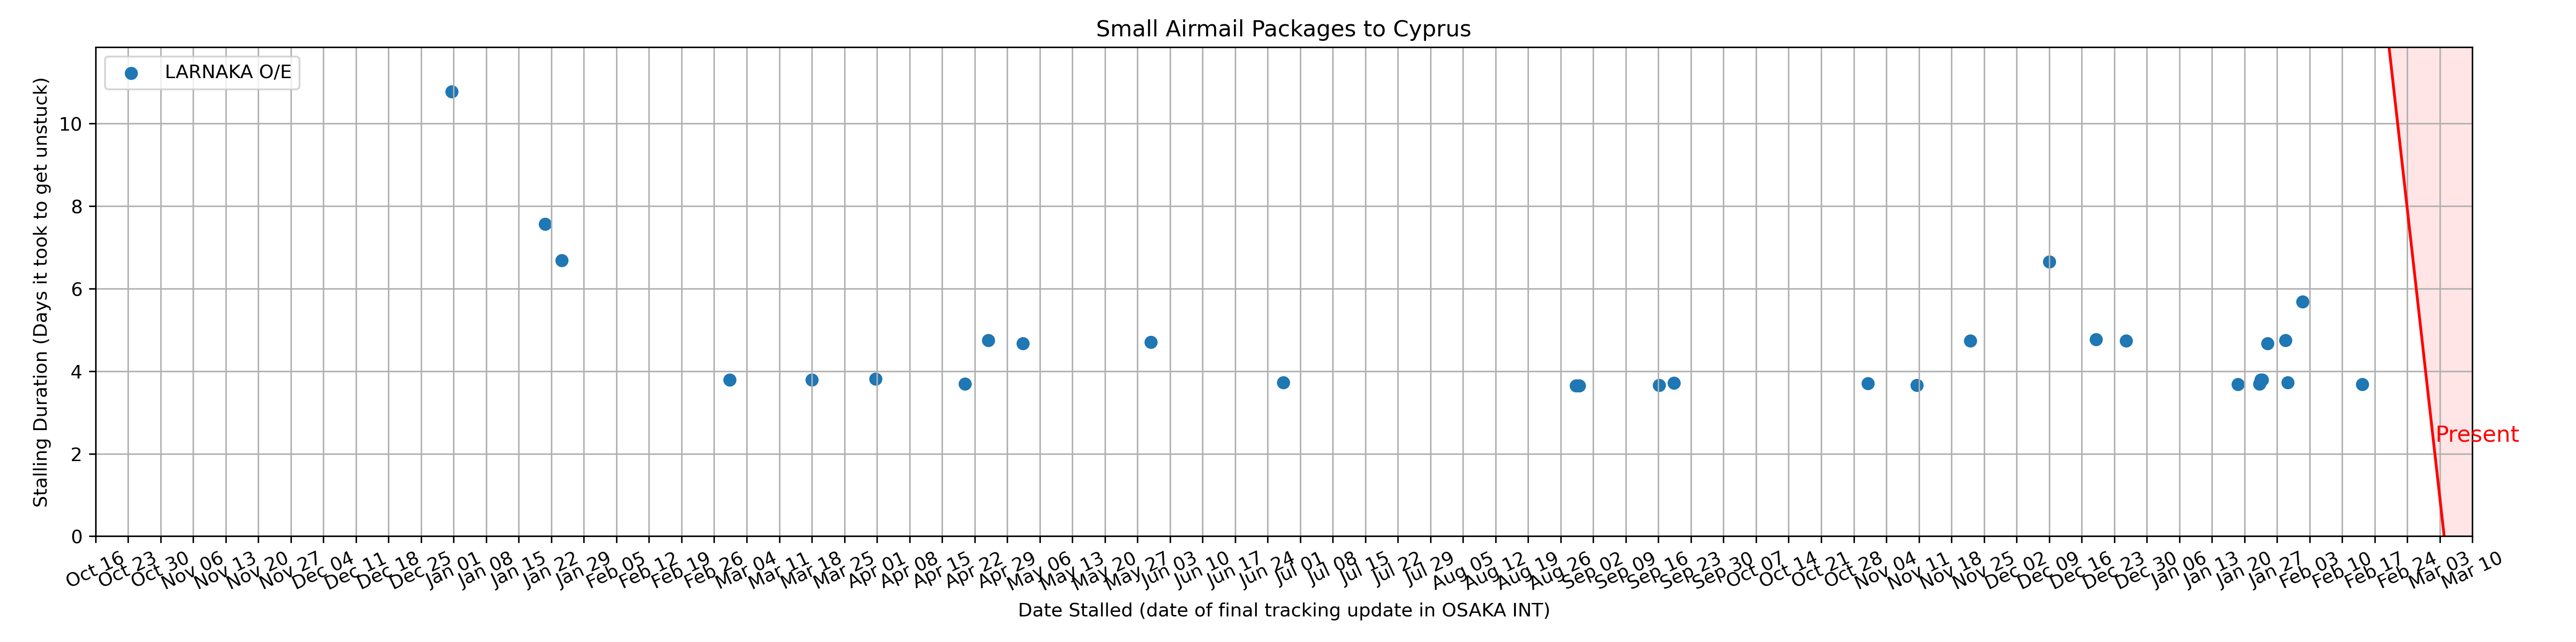 Small Airmail Packages to Cyprus
LARNAKA O/E
Stalling Duration (Days it took to get unstuck)
10
8
6
4
2
0
Present
Oct 16 Oct 23 Oct 30 Nov 06 Nov 13 Nov 20 Nov 27 Dec 04 Dec 11 Dec 18 Dec 25 Jan 01 Jan 08 Jan 15 Jan 22 Jan 29 Feb 05 Feb 12 Feb 19 Feb 26 Mar 04 Mar 11 Mar 18 Mar 25 Apr 01 Apr 08 Apr 15 Apr 22 Apr 29 May 06 May 13 May 20 May 27 Jun 03 Jun 10 Jun 17 Jun 24 Jul 01 Jul 08 Jul 15 Jul 22 Jul 29 Aug 05 Aug 12 Aug 19 Aug 26 Sep 02 Sep 09 Sep 16 Sep 23 Sep 30 Oct 07 Oct 14 Oct 21 Oct 28 Nov 04 Nov 11 Nov 18 Nov 25 Dec 02 Dec 09 Dec 16 Dec 23 Dec 30 Jan 06 Jan 13 Jan 20 Jan 27 Feb 03 Feb 10 Feb 17 Feb 24 Mar 03 Mar 10
Date Stalled (date of final tracking update in OSAKA INT)